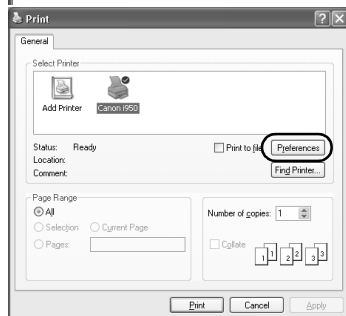 Print
General
Select Printer
Add Printer Canon i950
Status: Ready
Location:
Comment:
Print to file
Preferences
Find Printer...
Page Range
All
Selection Current Page
Pages:
Number of copies: 1
Collate
1 1 2 2 3 3
Print Cancel Apply